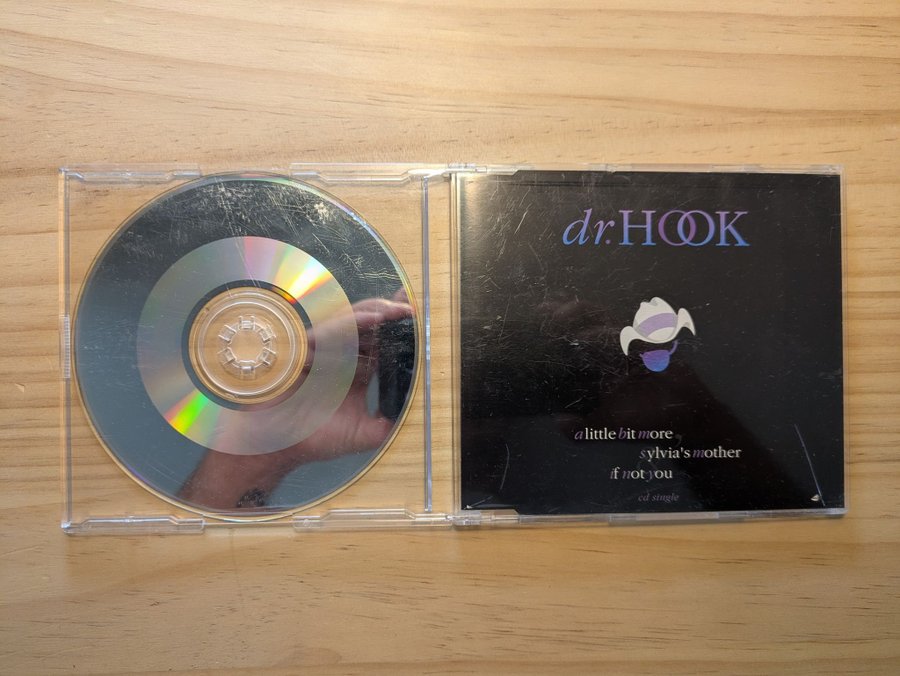 dr. HOOK
a little bit more
sylvia's mother
if not you
cd single